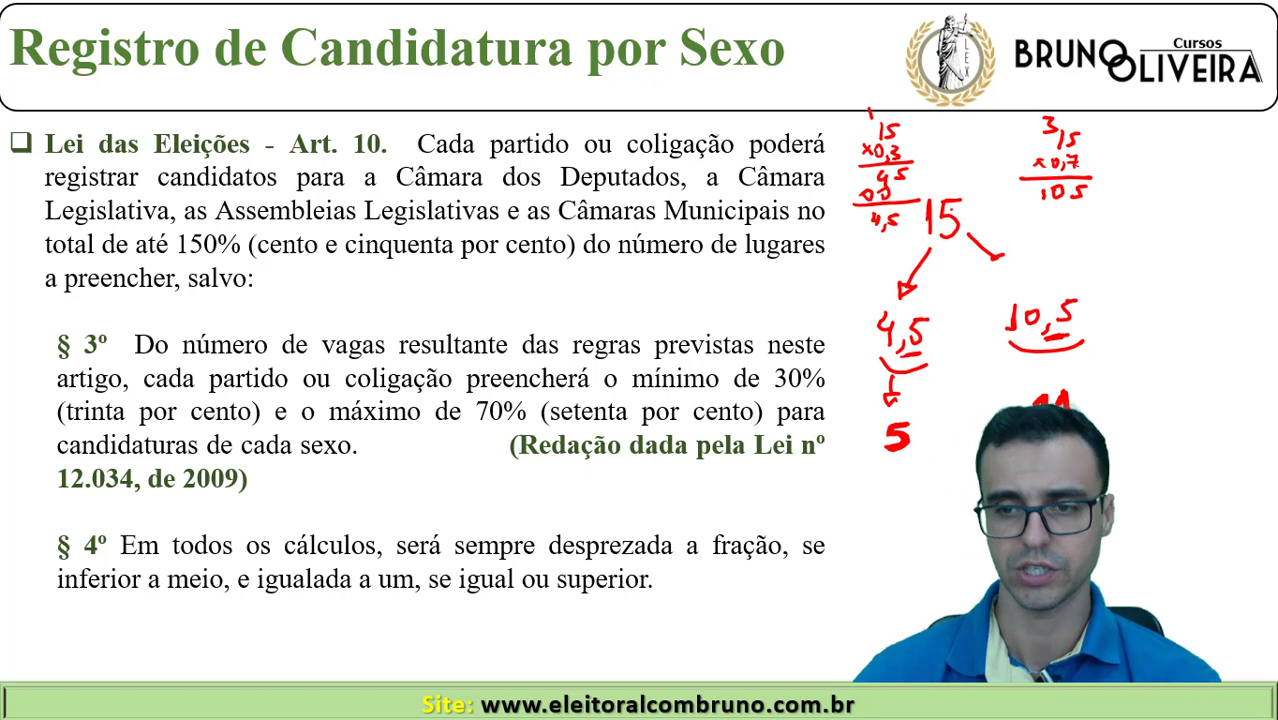 Registro de Candidatura por Sexo
BRUNO Cursos
OLIVEIRA
LEX
❑ Lei das Eleições - Art. 10. Cada partido ou coligação poderá
registrar candidatos para a Câmara dos Deputados, a Câmara
Legislativa, as Assembleias Legislativas e as Câmaras Municipais no
total de até 150% (cento e cinquenta por cento) do número de lugares
a preencher, salvo:
§ 3º Do número de vagas resultante das regras previstas neste
artigo, cada partido ou coligação preencherá o mínimo de 30%
(trinta por cento) e o máximo de 70% (setenta por cento) para
candidaturas de cada sexo. (Redação dada pela Lei nº
12.034, de 2009)
§ 4º Em todos os cálculos, será sempre desprezada a fração, se
inferior a meio, e igualada a um, se igual ou superior.
1
15
x0,3
45
00
4,5
3
15
x0,7
105
15
4,5
10,5
5
Site: www.eleitoralcombruno.com.br